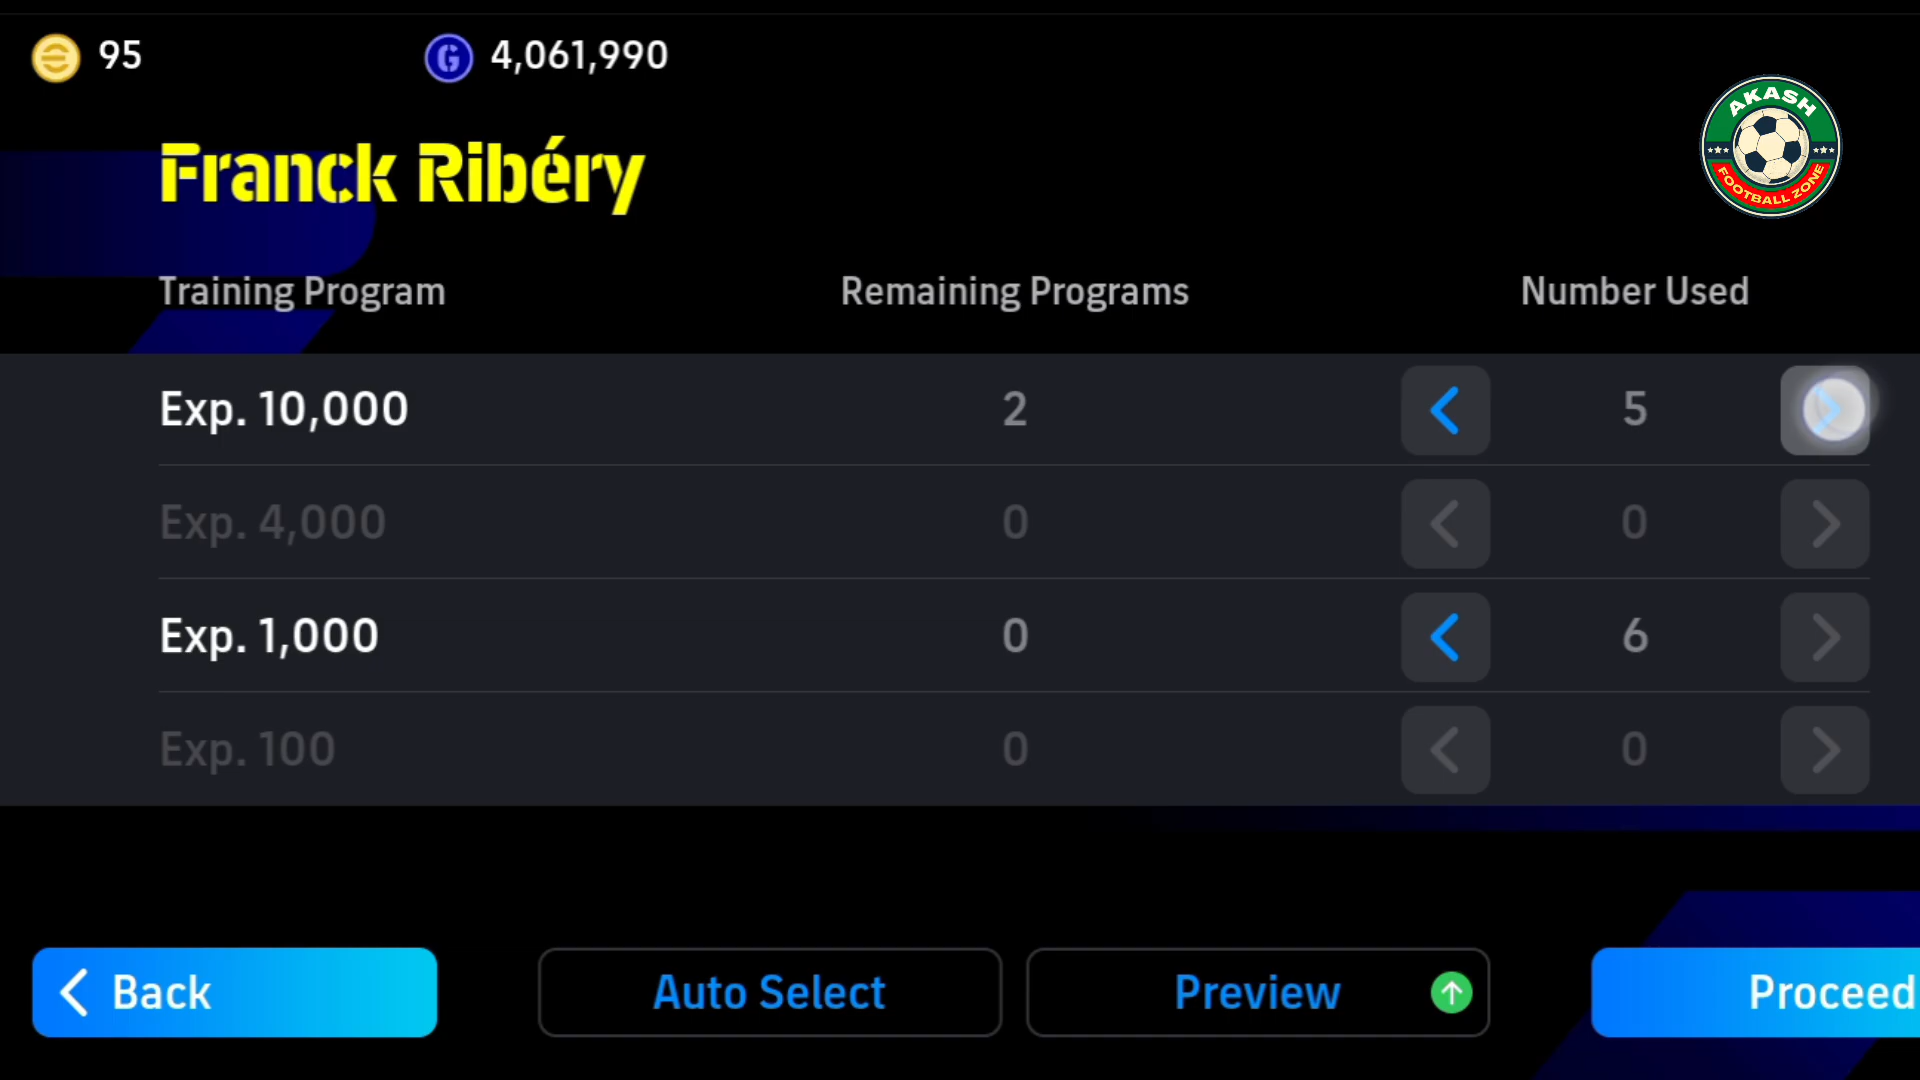 95
4,061,990
AKASH
FOOTBALL ZONE
Franck Ribéry
Training Program Remaining Programs Number Used
Exp. 10,000 2 5
Exp. 4,000 0 0
Exp. 1,000 0 6
Exp. 100 0 0
Back Auto Select Preview Proceed